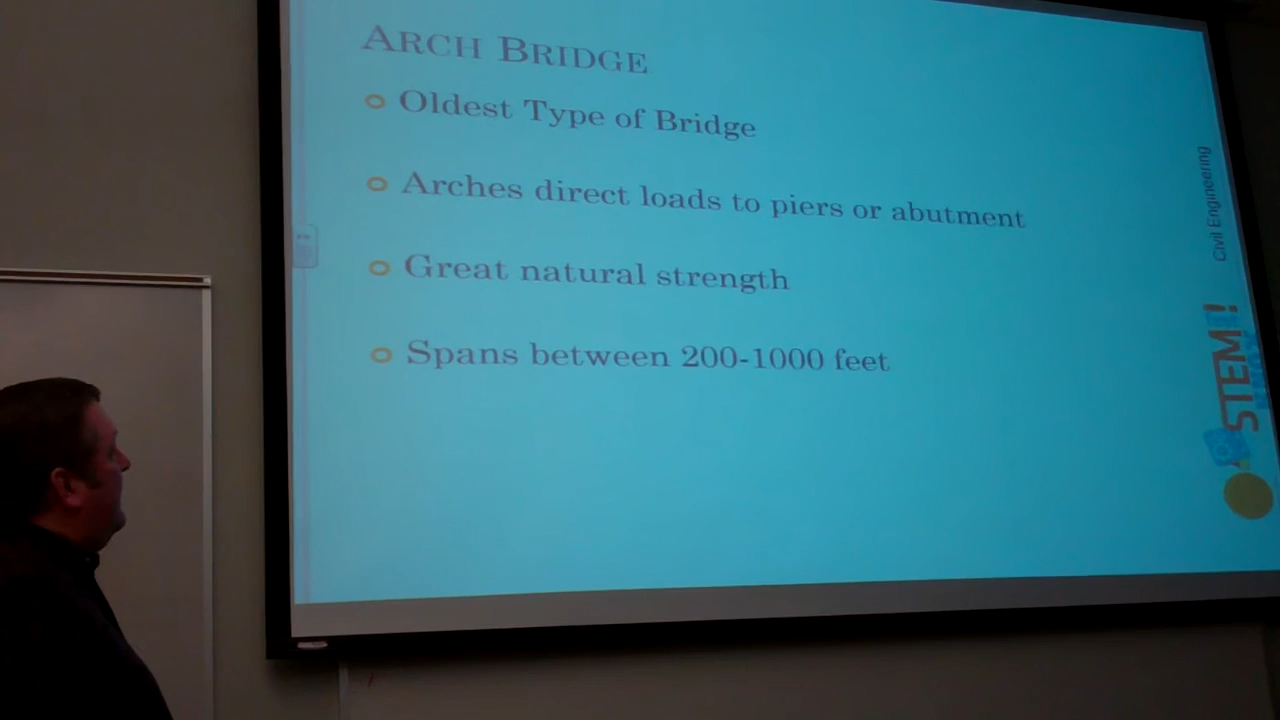 ARCH BRIDGE
Oldest Type of Bridge
Arches direct loads to piers or abutment
Great natural strength
Spans between 200-1000 feet
Civil Engineering
STEM!